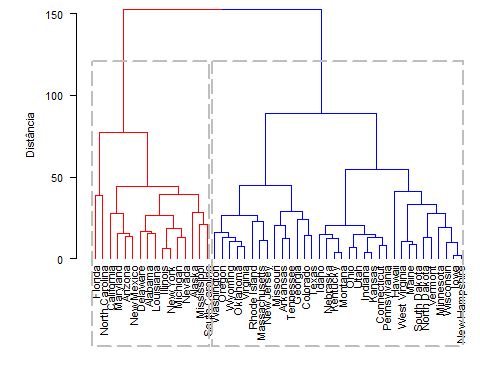 150
100
50
0
Distância
Florida
North Carolina
California
Maryland
Arizona
New Mexico
Delaware
Alabama
Louisiana
Illinois
New York
Michigan
Nevada
Alaska
Mississippi
South Carolina
Washington
Oregon
Wyoming
Oklahoma
Virginia
Rhode Island
Massachusetts
New Jersey
Missouri
Arkansas
Tennessee
Georgia
Colorado
Texas
Idaho
Nebraska
Kentucky
Montana
Ohio
Utah
Indiana
Kansas
Connecticut
Pennsylvania
Hawaii
West Virginia
Maine
South Dakota
North Dakota
Vermont
Minnesota
Wisconsin
Iowa
New Hampshire